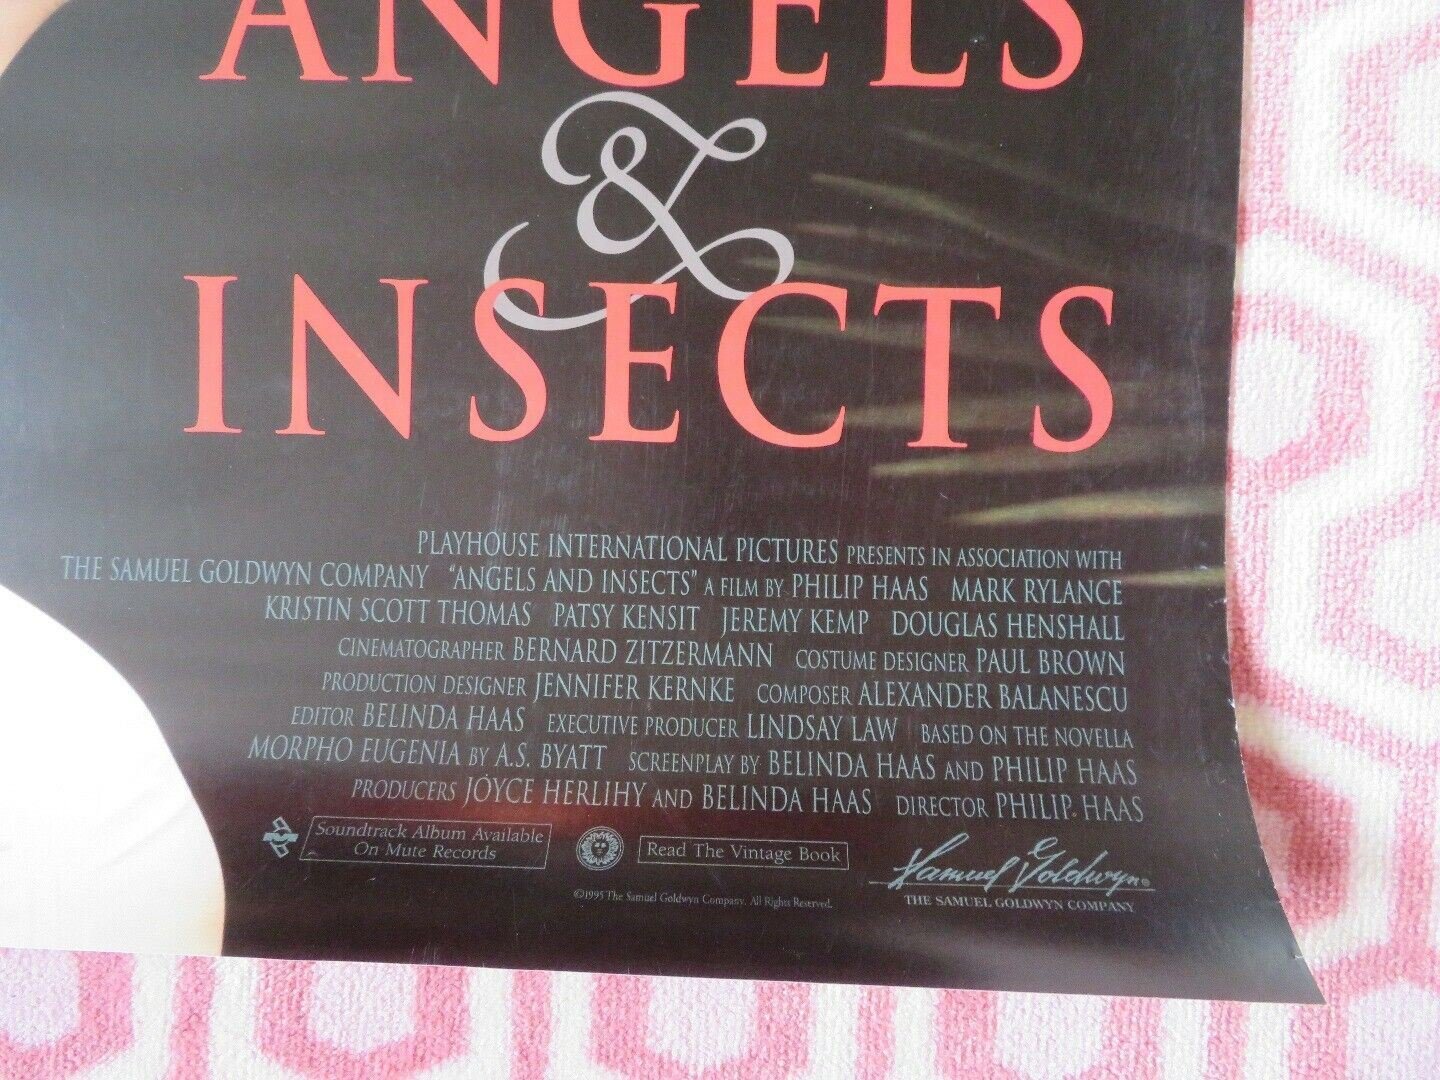 ANGELS
&
INSECTS
PLAYHOUSE INTERNATIONAL PICTURES PRESENTS IN ASSOCIATION WITH
THE SAMUEL GOLDWYN COMPANY "ANGELS AND INSECTS" A FILM BY PHILIP HAAS MARK RYLANCE
KRISTIN SCOTT THOMAS PATSY KENSIT JEREMY KEMP DOUGLAS HENSHALL
CINEMATOGRAPHER BERNARD ZITZERMANN COSTUME DESIGNER PAUL BROWN
PRODUCTION DESIGNER JENNIFER KERNKE COMPOSER ALEXANDER BALANESCU
EDITOR BELINDA HAAS EXECUTIVE PRODUCER LINDSAY LAW BASED ON THE NOVELLA
MORPHO EUGENIA BY A.S. BYATT SCREENPLAY BY BELINDA HAAS AND PHILIP HAAS
PRODUCERS JOYCE HERLIHY AND BELINDA HAAS DIRECTOR PHILIP HAAS
Soundtrack Album Available
On Mute Records
Read The Vintage Book
Samuel Goldwyn®
THE SAMUEL GOLDWYN COMPANY
©1995 The Samuel Goldwyn Company. All Rights Reserved.